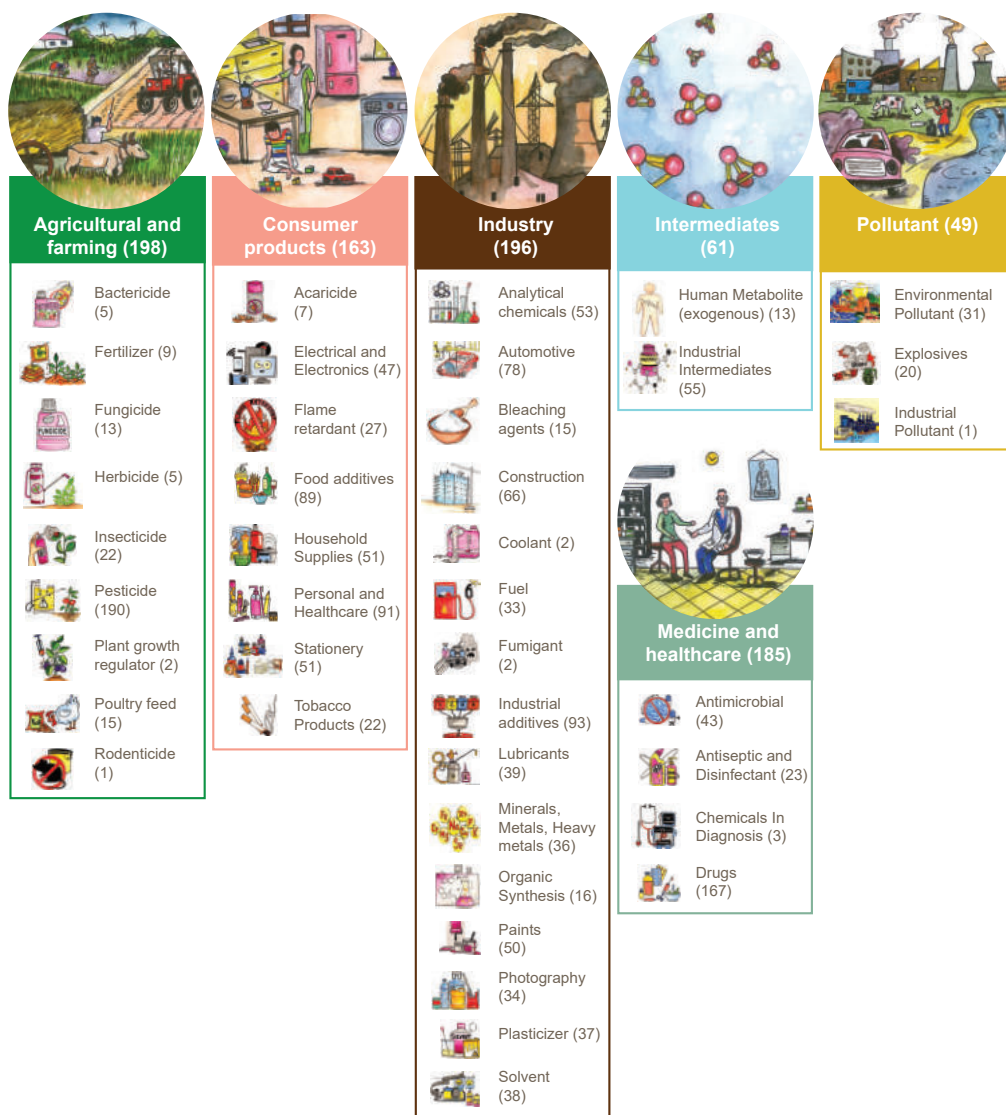 Agricultural and
farming (198)
Bactericide
(5)
Fertilizer (9)
Fungicide
(13)
Herbicide (5)
Insecticide
(22)
Pesticide
(190)
Plant growth
regulator (2)
Poultry feed
(15)
Rodenticide
(1)
Consumer
products (163)
Acaricide
(7)
Electrical and
Electronics (47)
Flame
retardant (27)
Food additives
(89)
Household
Supplies (51)
Personal and
Healthcare (91)
Stationery
(51)
Tobacco
Products (22)
Industry
(196)
Analytical
chemicals (53)
Automotive
(78)
Bleaching
agents (15)
Construction
(66)
Coolant (2)
Fuel
(33)
Fumigant
(2)
Industrial
additives (93)
Lubricants
(39)
Minerals,
Metals, Heavy
metals (36)
Organic
Synthesis (16)
Paints
(50)
Photography
(34)
Plasticizer (37)
Solvent
(38)
Intermediates
(61)
Human Metabolite
(exogenous) (13)
Industrial
Intermediates
(55)
Pollutant (49)
Environmental
Pollutant (31)
Explosives
(20)
Industrial
Pollutant (1)
Medicine and
healthcare (185)
Antimicrobial
(43)
Antiseptic and
Disinfectant (23)
Chemicals In
Diagnosis (3)
Drugs
(167)
FUNGICIDE